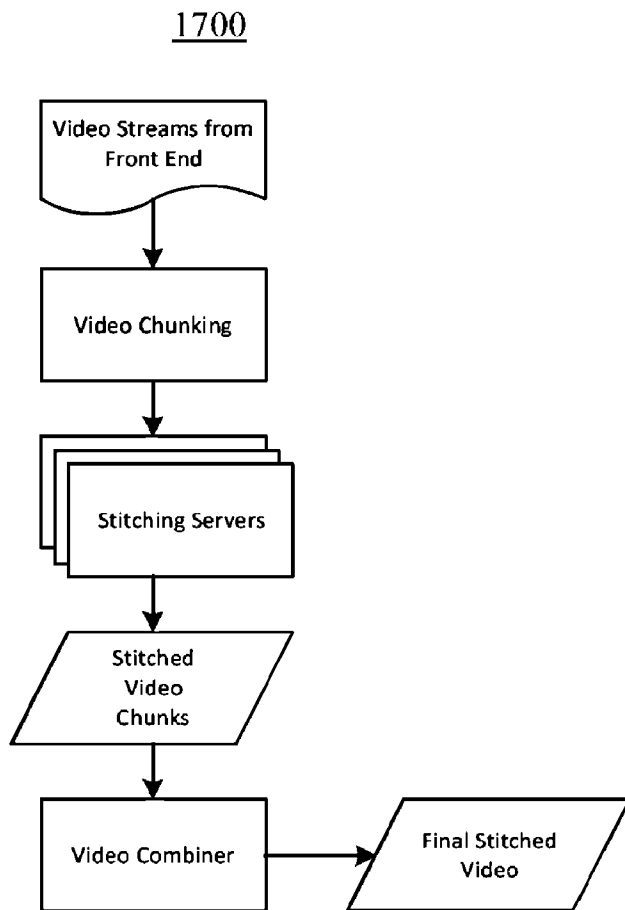 1700
Video Streams from
Front End
Video Chunking
Stitching Servers
Stitched
Video
Chunks
Video Combiner
Final Stitched
Video